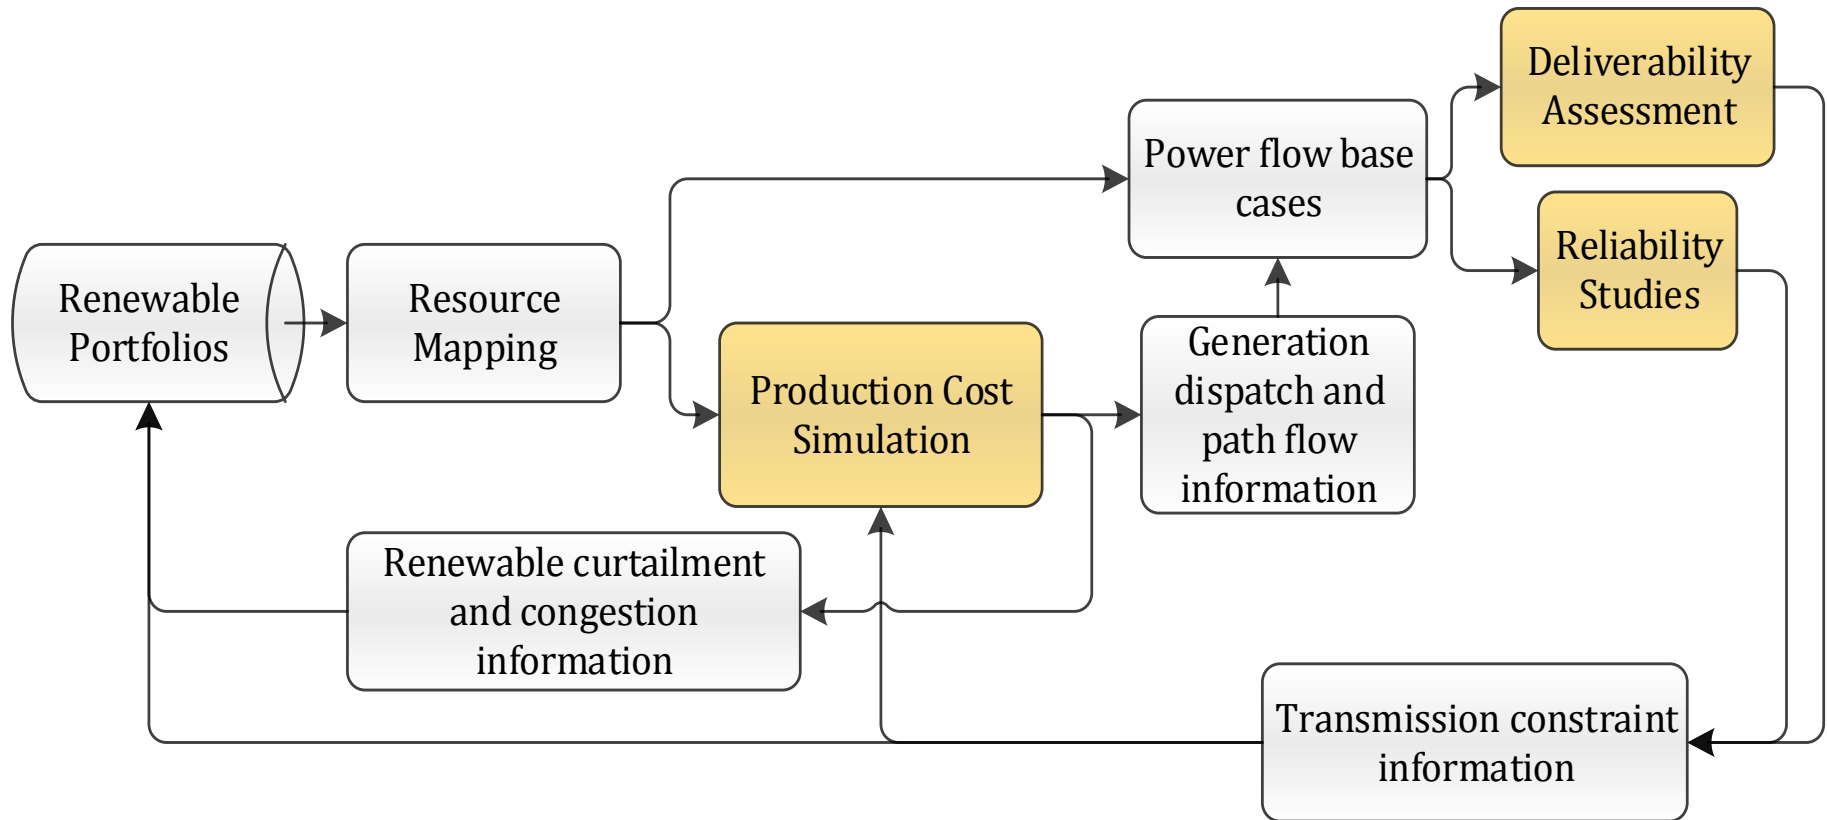 Deliverability
Assessment
Power flow base
cases
Reliability
Studies
Renewable
Portfolios
Resource
Mapping
Production Cost
Simulation
Generation
dispatch and
path flow
information
Renewable curtailment
and congestion
information
Transmission constraint
information